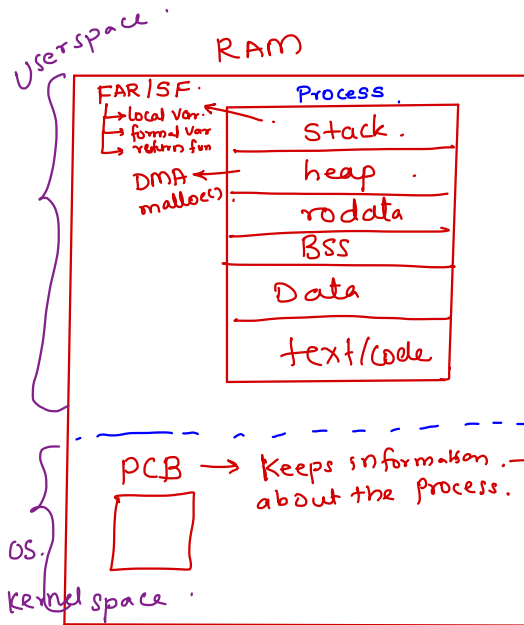 Userspace
RAM
FAR/SF.
local var.
formal var
return fun
Process
Stack.
DMA
malloc().
heap.
rodata
BSS
Data
text/code
PCB → Keeps information.
about the process.
OS.
Kernel space.